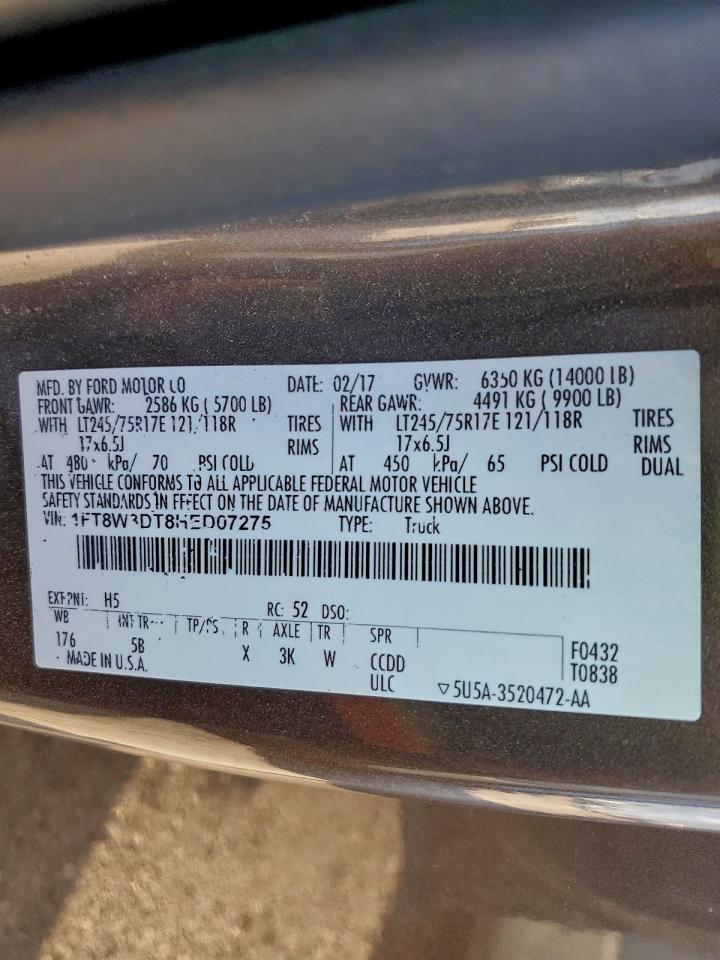 MFD. BY FORD MOTOR CO DATE: 02/17 GVWR: 6350 KG (14000 LB)
FRONT GAWR: 2586 KG ( 5700 LB) REAR GAWR: 4491 KG ( 9900 LB)
WITH LT245/75R17E 121/118R TIRES WITH LT245/75R17E 121/118R TIRES
17x6.5J RIMS 17x6.5J RIMS
AT 480 kPa/ 70 PSI COLD AT 450 kPa/ 65 PSI COLD DUAL
THIS VEHICLE CONFORMS TO ALL APPLICABLE FEDERAL MOTOR VEHICLE
SAFETY STANDARDS IN EFFECT ON THE DATE OF MANUFACTURE SHOWN ABOVE.
VIN: 1FT8W3DT8HED07275 TYPE: Truck
EXT PNT: H5 RC: 52 DSO:
WB INT TR TP/PS R AXLE TR SPR
176 5B X 3K W CCDD F0432
MADE IN U.S.A. ULC T0838
▽5U5A-3520472-AA